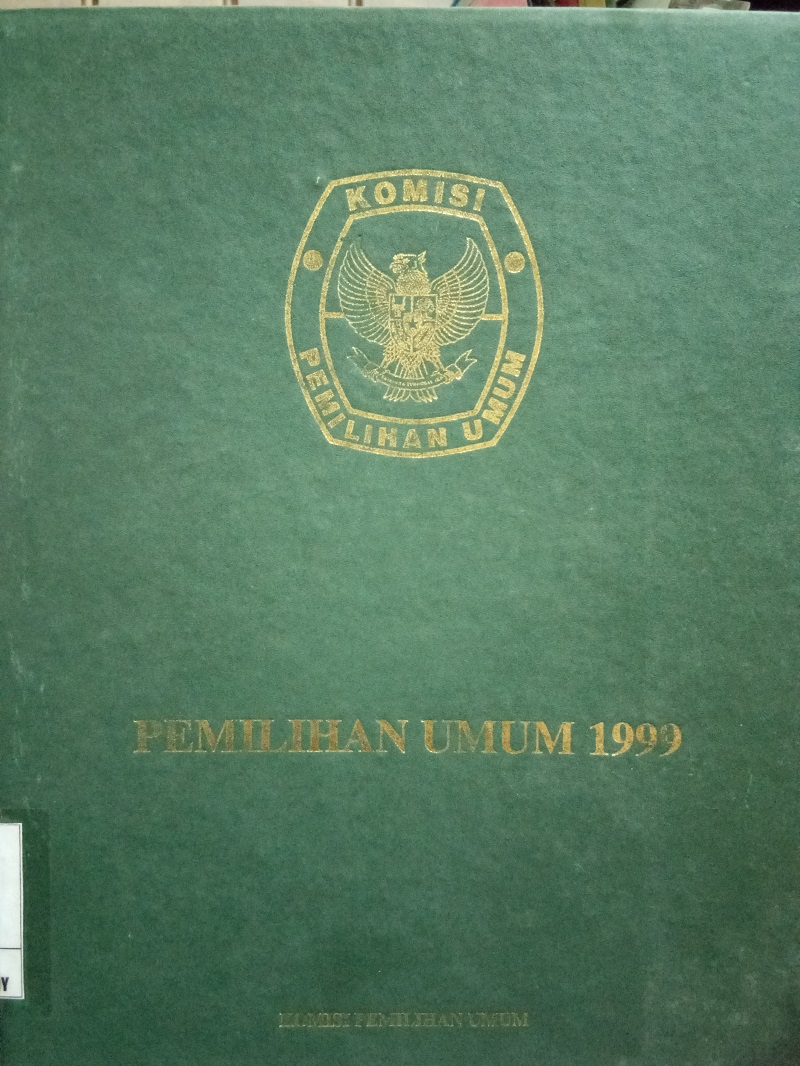 KOMISI
PEMILIHAN UMUM
PEMILIHAN UMUM 1999
Y
KOMISI PEMILIHAN UMUM